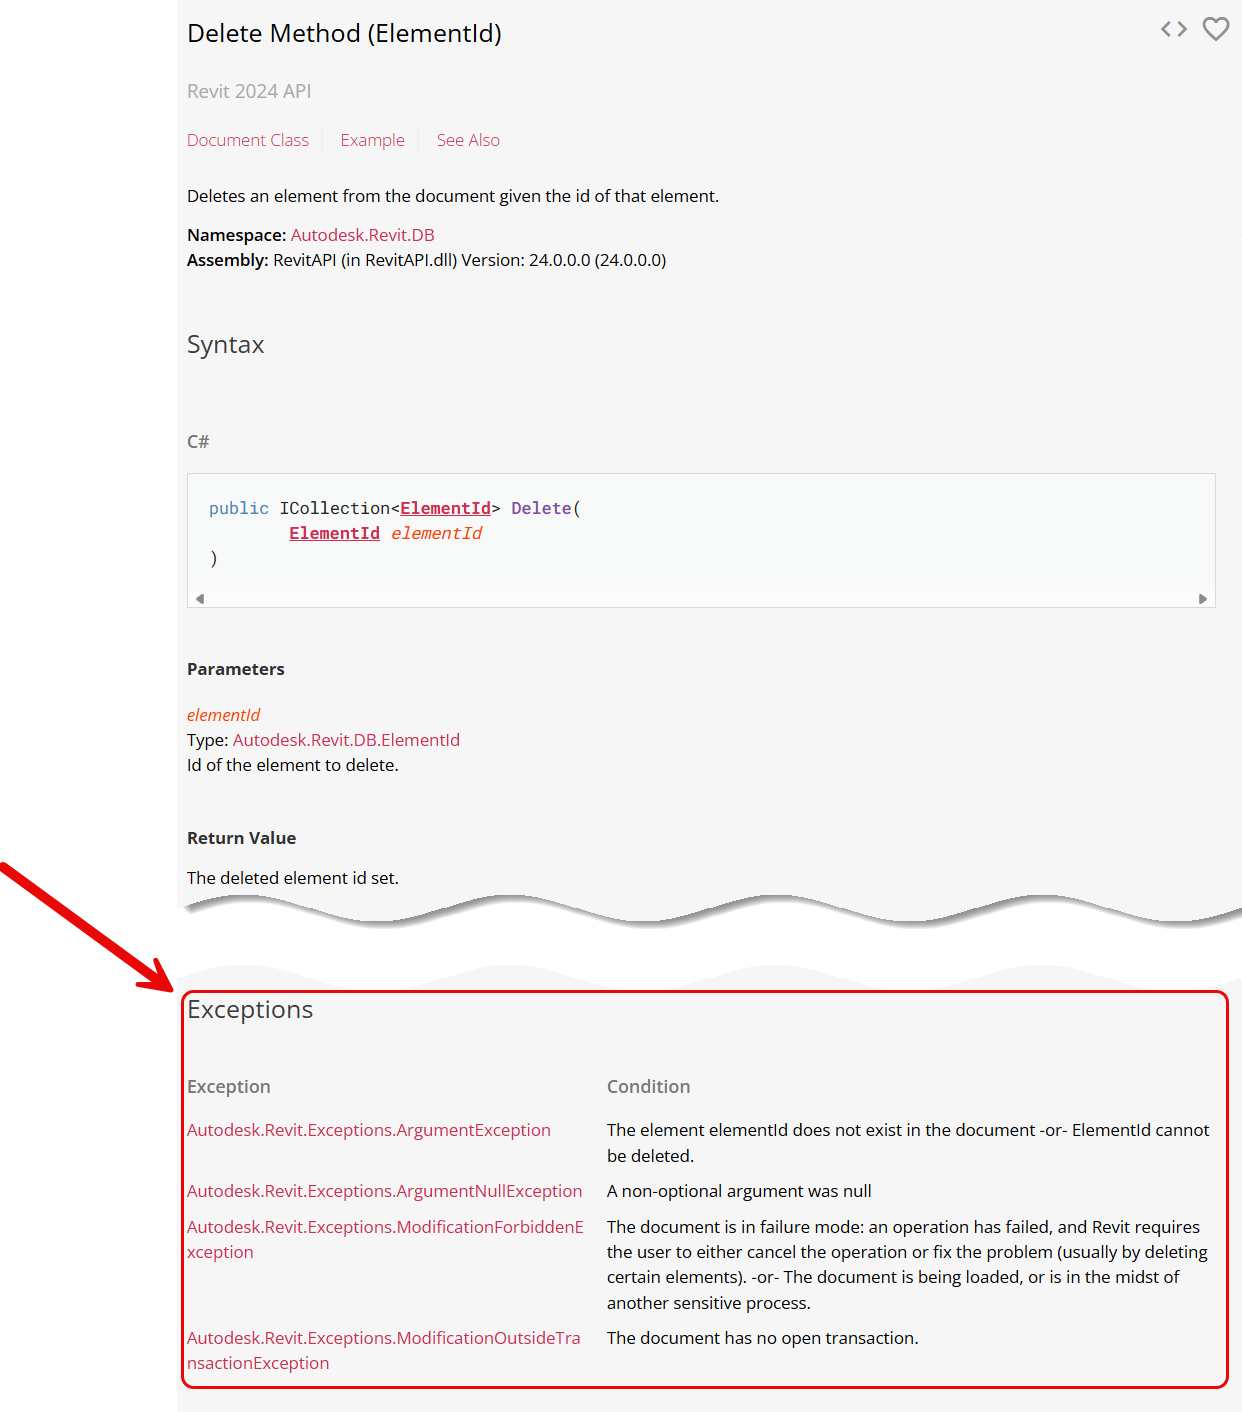 Delete Method (ElementId)
Revit 2024 API
Document Class Example See Also
Deletes an element from the document given the id of that element.
Namespace: Autodesk.Revit.DB
Assembly: RevitAPI (in RevitAPI.dll) Version: 24.0.0.0 (24.0.0.0)
Syntax
C#
public ICollection<ElementId> Delete(
ElementId elementId
)
Parameters
elementId
Type: Autodesk.Revit.DB.ElementId
Id of the element to delete.
Return Value
The deleted element id set.
Exceptions
Exception Condition
Autodesk.Revit.Exceptions.ArgumentException The element elementId does not exist in the document -or- ElementId cannot
be deleted.
Autodesk.Revit.Exceptions.ArgumentNullException A non-optional argument was null
Autodesk.Revit.Exceptions.ModificationForbiddenE The document is in failure mode: an operation has failed, and Revit requires
xception the user to either cancel the operation or fix the problem (usually by deleting
certain elements). -or- The document is being loaded, or is in the midst of
another sensitive process.
Autodesk.Revit.Exceptions.ModificationOutsideTra The document has no open transaction.
nsactionException